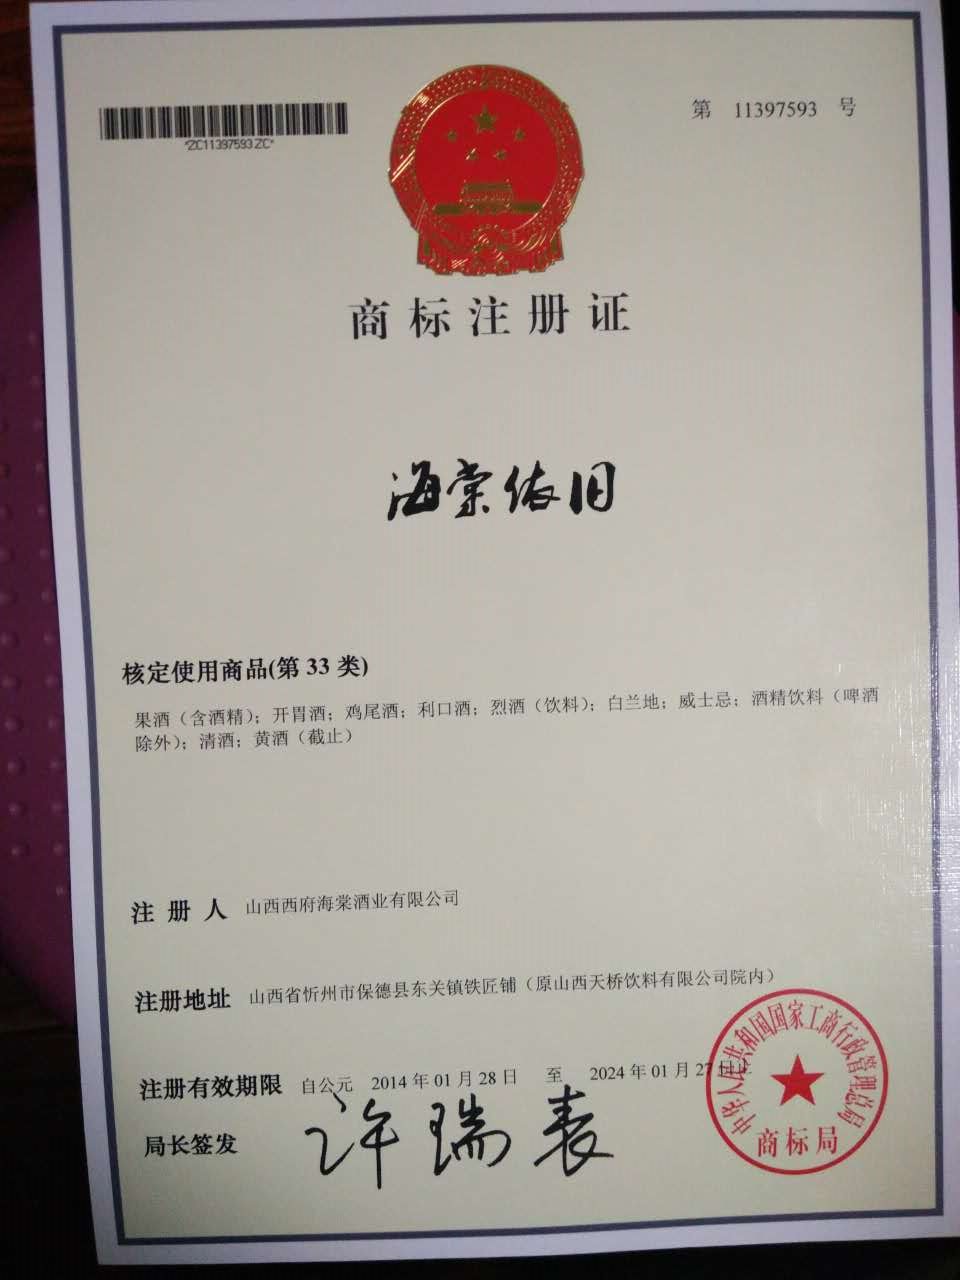 第 11397593 号
*ZC11397593ZC*
商标注册证
海棠依旧
核定使用商品(第 33 类)
果酒（含酒精）；开胃酒；鸡尾酒；利口酒；烈酒（饮料）；白兰地；威士忌；酒精饮料（啤酒
除外）；清酒；黄酒（截止）
注 册 人 山西西府海棠酒业有限公司
注册地址 山西省忻州市保德县东关镇铁匠铺（原山西天桥饮料有限公司院内）
注册有效期限 自公元 2014 年 01 月 28 日 至 2024 年 01 月 27 日止
局长签发 许瑞表
中华人民共和国国家工商行政管理总局
商标局